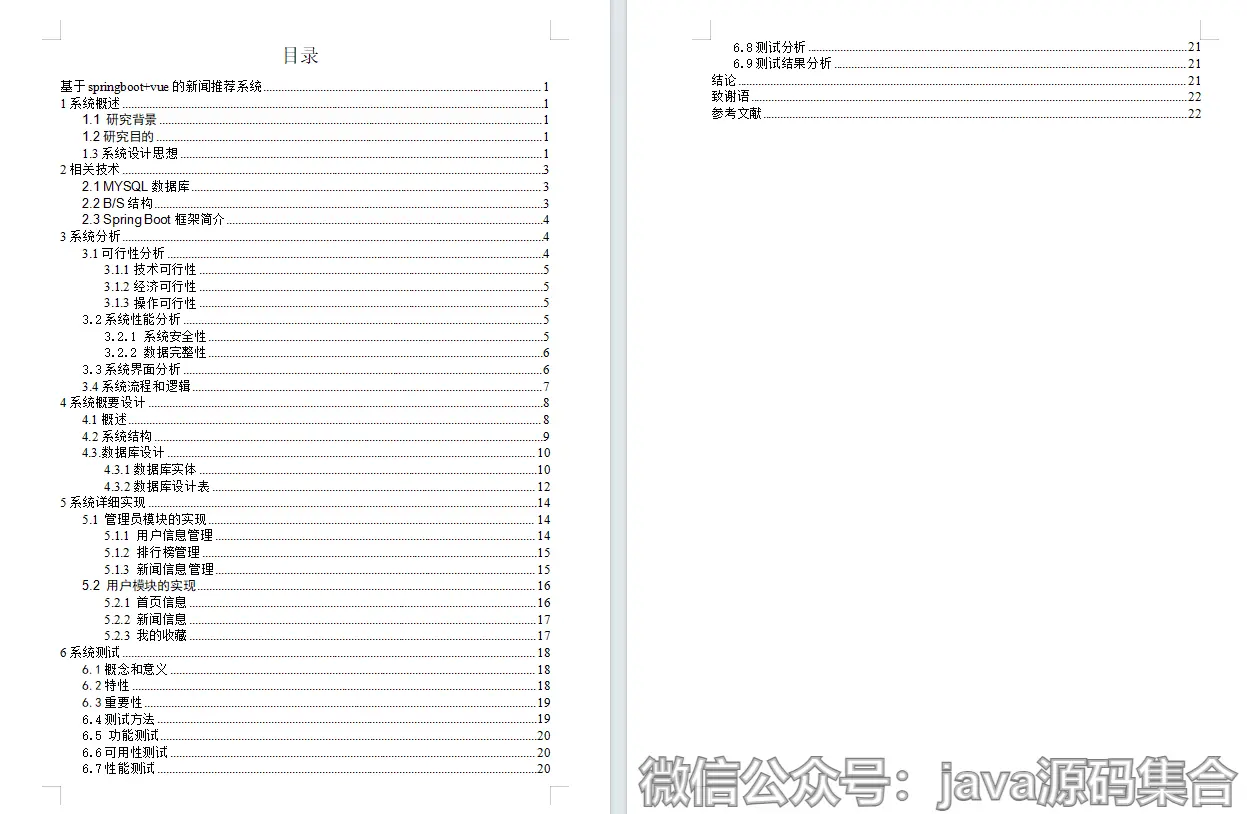 目录
基于 springboot+vue 的新闻推荐系统 1
1 系统概述 1
1.1 研究背景 1
1.2 研究目的 1
1.3 系统设计思想 1
2 相关技术 3
2.1 MYSQL 数据库 3
2.2 B/S 结构 3
2.3 Spring Boot 框架简介 4
3 系统分析 4
3.1 可行性分析 4
3.1.1 技术可行性 5
3.1.2 经济可行性 5
3.1.3 操作可行性 5
3.2 系统性能分析 5
3.2.1 系统安全性 5
3.2.2 数据完整性 6
3.3 系统界面分析 6
3.4 系统流程和逻辑 7
4 系统概要设计 8
4.1 概述 8
4.2 系统结构 9
4.3.数据库设计 10
4.3.1 数据库实体 10
4.3.2 数据库设计表 12
5 系统详细实现 14
5.1 管理员模块的实现 14
5.1.1 用户信息管理 14
5.1.2 排行榜管理 15
5.1.3 新闻信息管理 15
5.2 用户模块的实现 16
5.2.1 首页信息 16
5.2.2 新闻信息 17
5.2.3 我的收藏 17
6 系统测试 18
6.1 概念和意义 18
6.2 特性 18
6.3 重要性 19
6.4 测试方法 19
6.5 功能测试 20
6.6 可用性测试 20
6.7 性能测试 20
6.8 测试分析 21
6.9 测试结果分析 21
结论 21
致谢语 22
参考文献 22
微信公众号：java源码集合